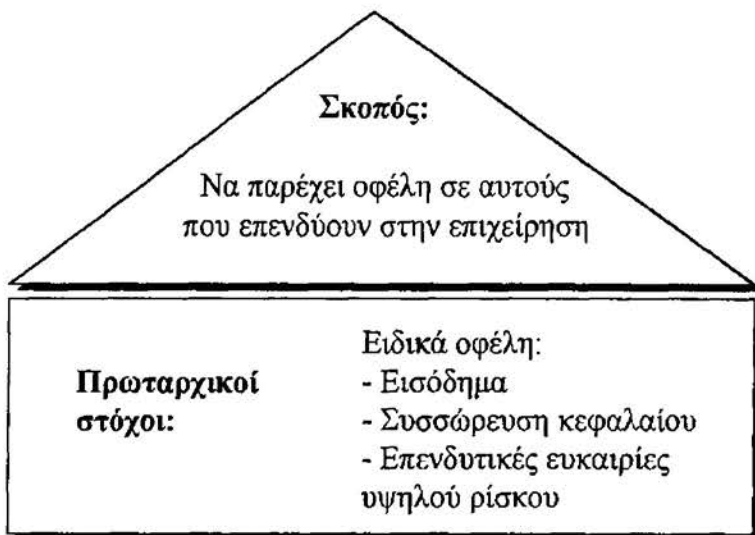 Σκοπός:
Να παρέχει οφέλη σε αυτούς
που επενδύουν στην επιχείρηση
Πρωταρχικοί
στόχοι:
Ειδικά οφέλη:
- Εισόδημα
- Συσσώρευση κεφαλαίου
- Επενδυτικές ευκαιρίες
υψηλού ρίσκου